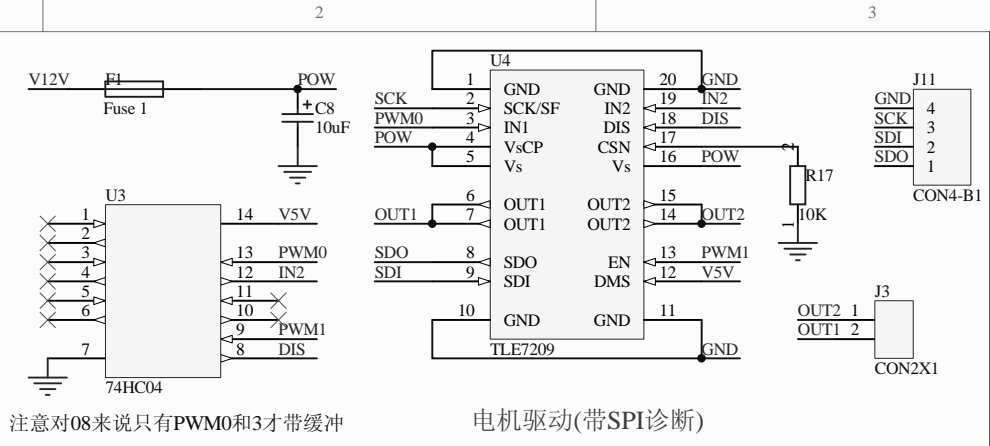 2 3
V12V F1 POW
Fuse 1
C8
10uF
U3
1 14 V5V
2
3 13 PWM0
4 12 IN2
5 11
6 10
9 PWM1
7 8 DIS
74HC04
注意对08来说只有PWM0和3才带缓冲
U4
1 GND GND 20 GND
SCK 2 SCK/SF IN2 19 IN2
PWM0 3 IN1 DIS 18 DIS
POW 4 VsCP CSN 17
5 Vs Vs 16 POW
6 OUT1 OUT2 15
OUT1 7 OUT1 OUT2 14 OUT2
SDO 8 SDO EN 13 PWM1
SDI 9 SDI DMS 12 V5V
10 GND GND 11
GND
TLE7209
电机驱动(带SPI诊断)
2
R17
10K
1
J11
GND 4
SCK 3
SDI 2
SDO 1
CON4-B1
J3
OUT2 1
OUT1 2
CON2X1